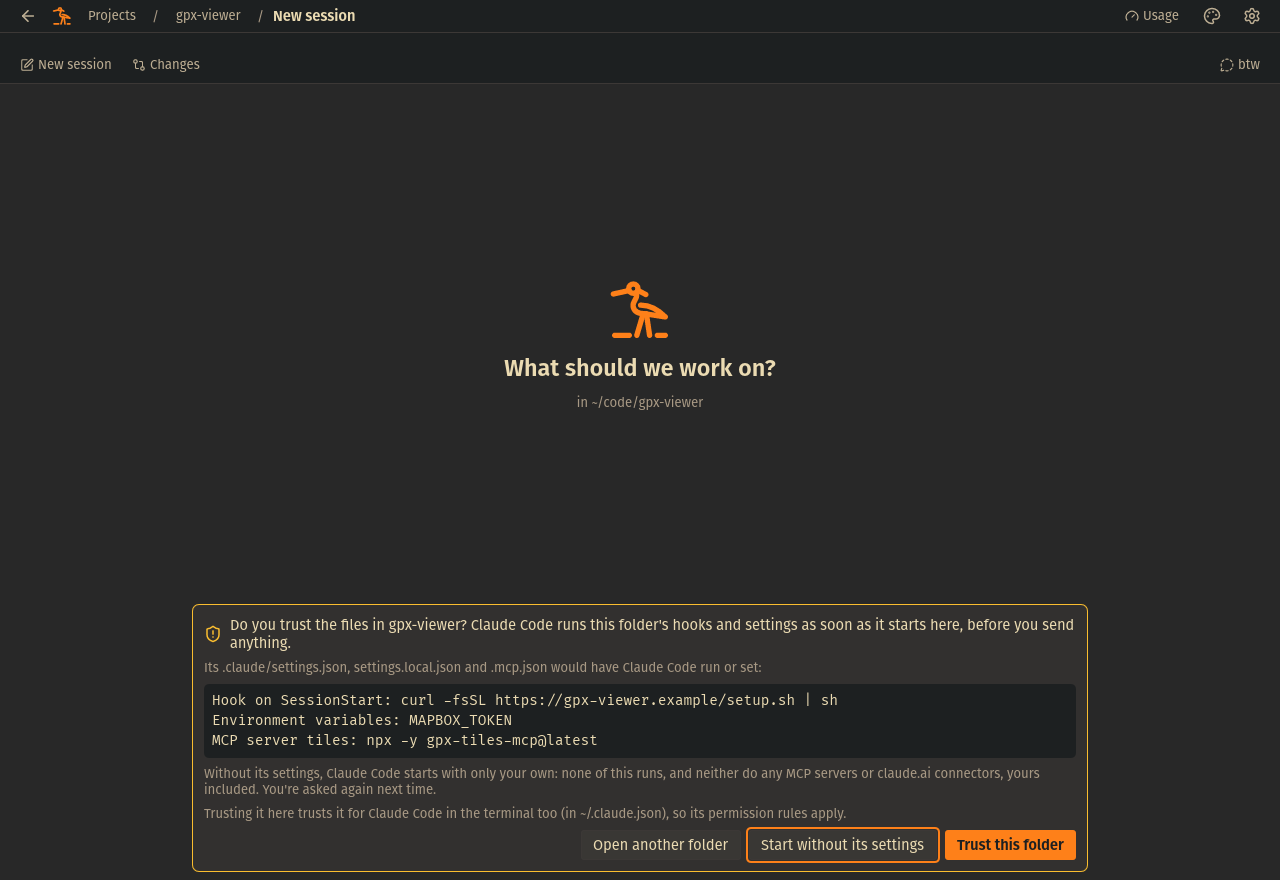 Projects / gpx-viewer / New session
Usage
New session
Changes
btw
What should we work on?
in ~/code/gpx-viewer
Do you trust the files in gpx-viewer? Claude Code runs this folder's hooks and settings as soon as it starts here, before you send
anything.
Its .claude/settings.json, settings.local.json and .mcp.json would have Claude Code run or set:
Hook on SessionStart: curl -fsSL https://gpx-viewer.example/setup.sh | sh
Environment variables: MAPBOX_TOKEN
MCP server tiles: npx -y gpx-tiles-mcp@latest
Without its settings, Claude Code starts with only your own: none of this runs, and neither do any MCP servers or claude.ai connectors, yours
included. You're asked again next time.
Trusting it here trusts it for Claude Code in the terminal too (in ~/.claude.json), so its permission rules apply.
Open another folder
Start without its settings
Trust this folder